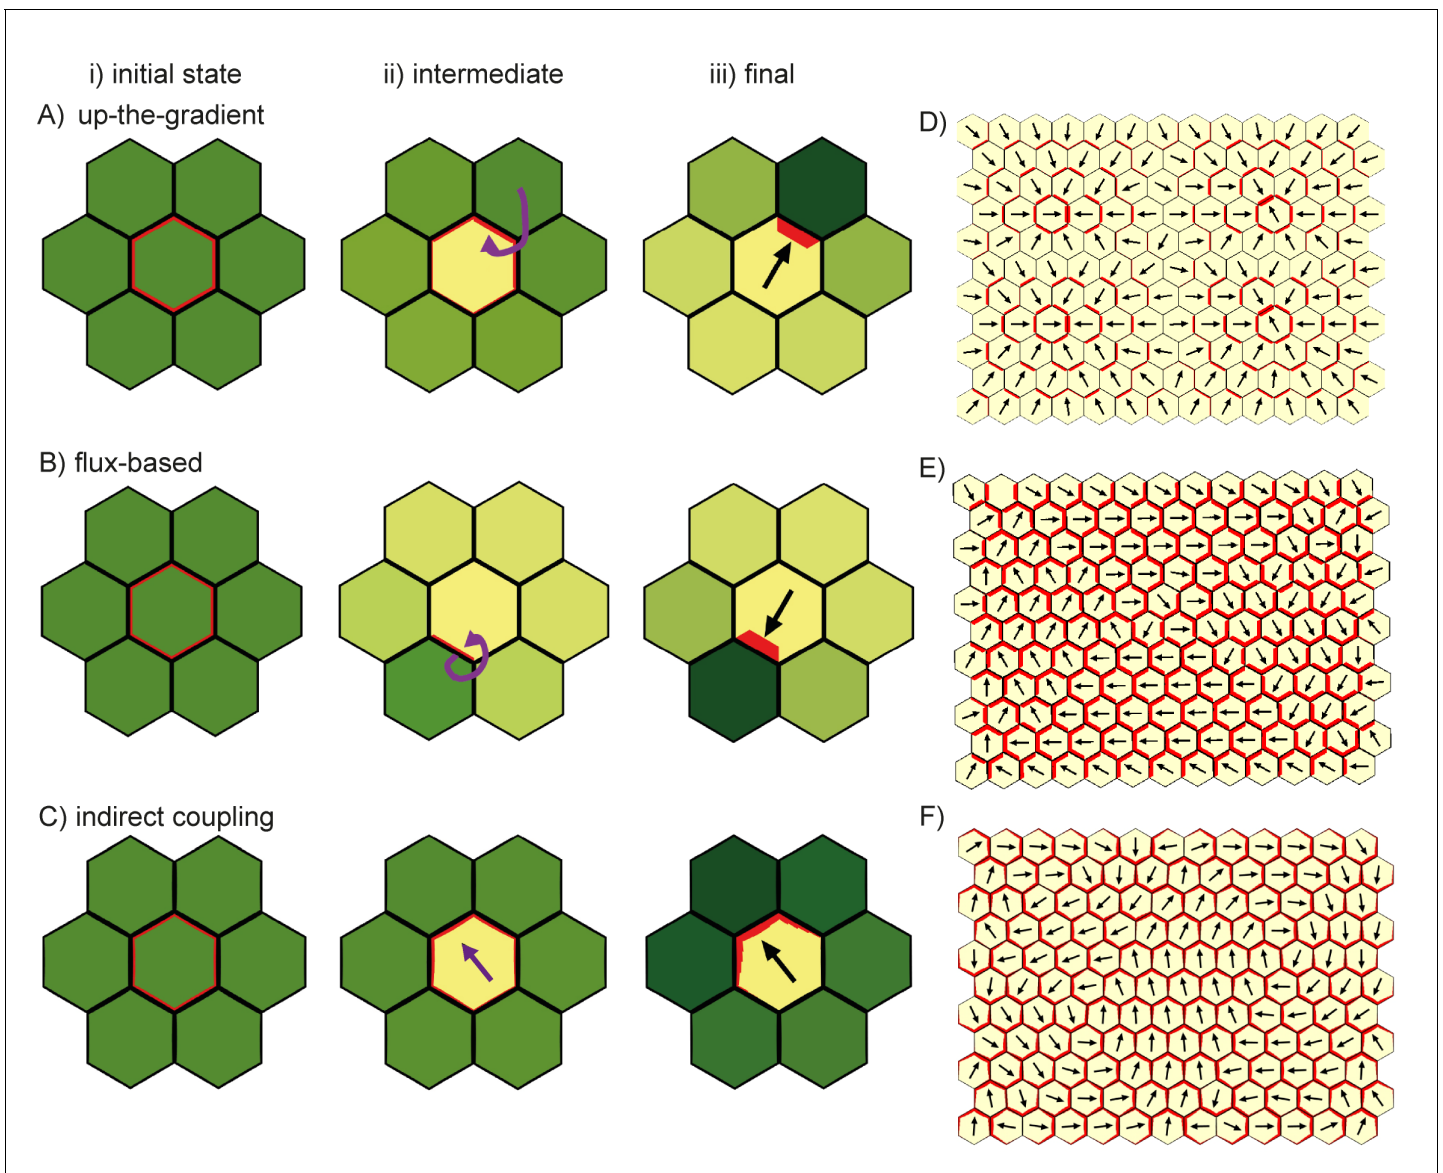 i) initial state
ii) intermediate
iii) final
A) up-the-gradient
D)
B) flux-based
E)
C) indirect coupling
F)